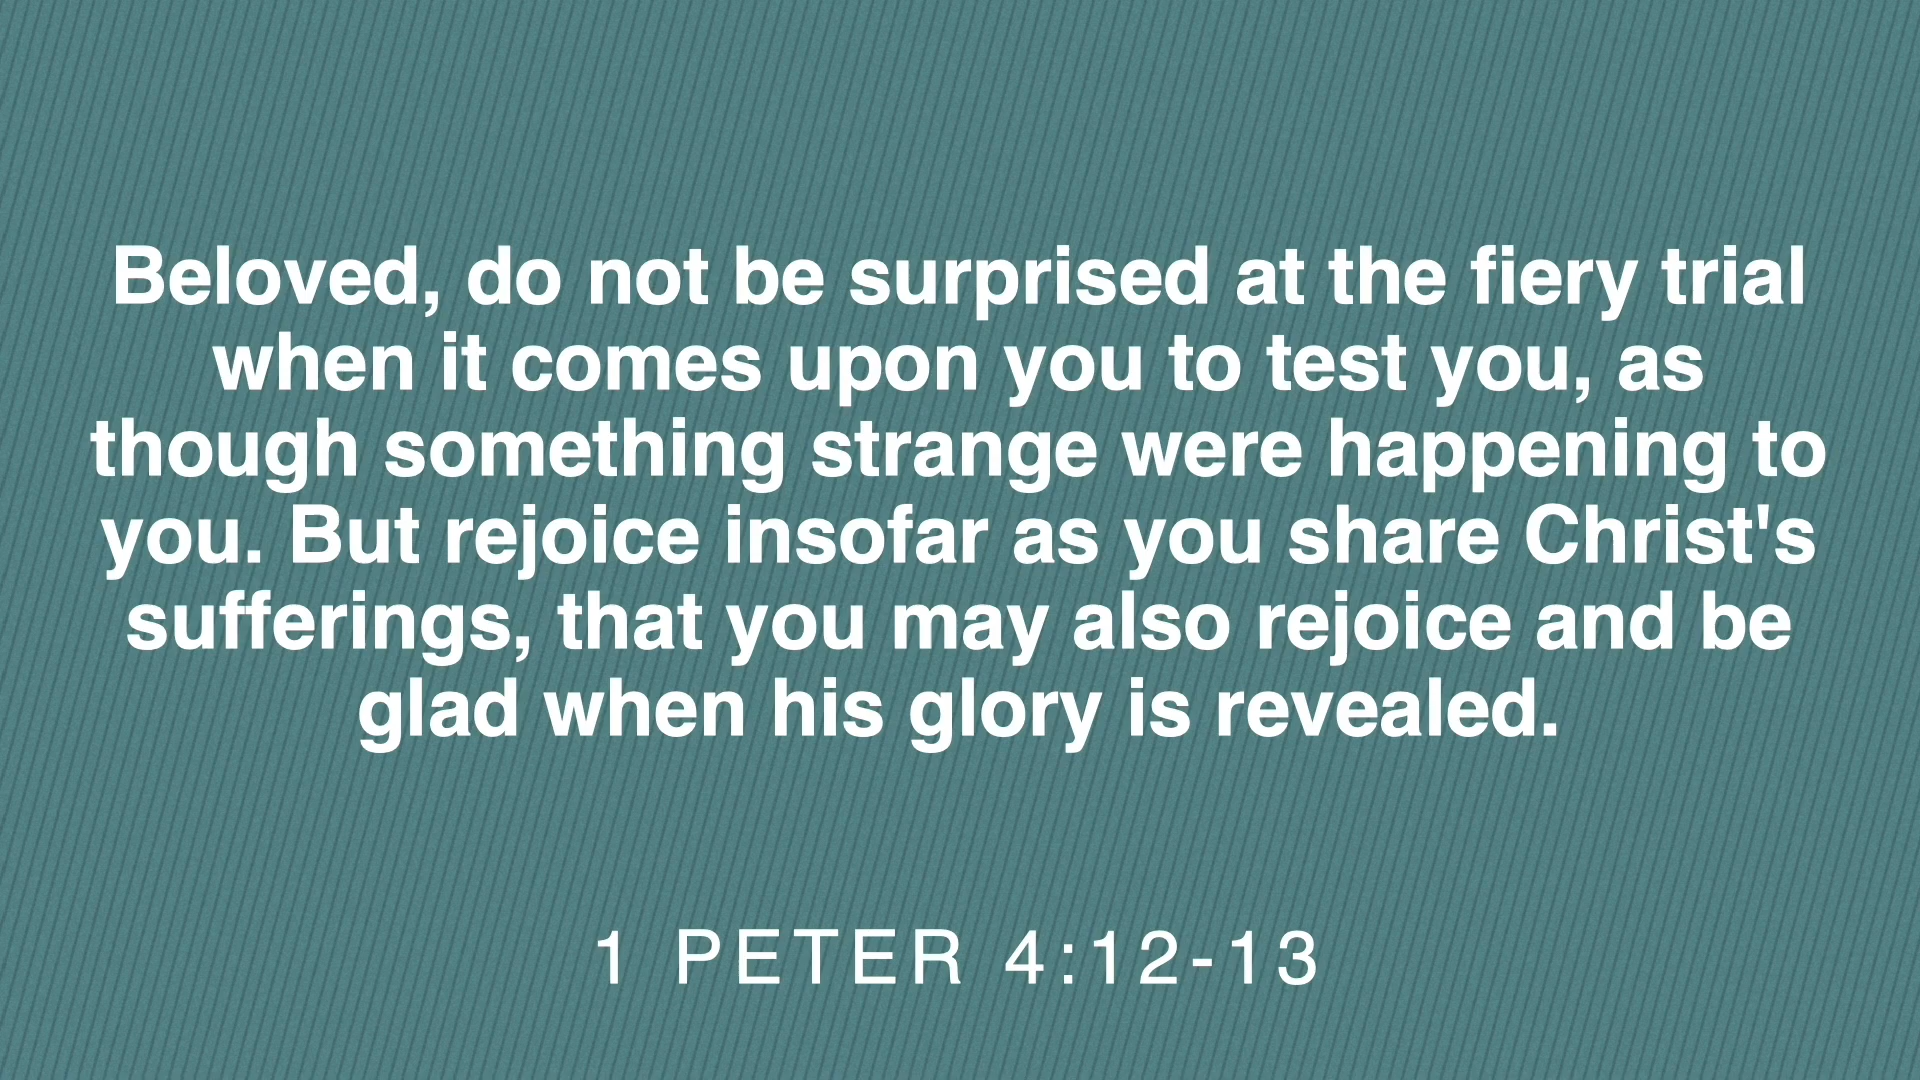 Beloved, do not be surprised at the fiery trial
when it comes upon you to test you, as
though something strange were happening to
you. But rejoice insofar as you share Christ's
sufferings, that you may also rejoice and be
glad when his glory is revealed.
1 PETER 4:12-13